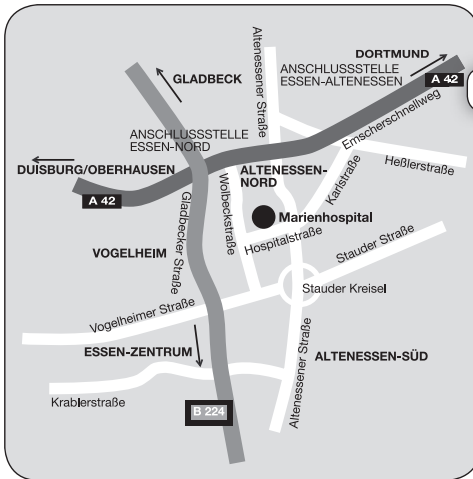 DORTMUND
GLADBECK
Altenessener Straße
ANSCHLUSSSTELLE
ESSEN-ALTENESSEN
A 42
Emscherschnellweg
ANSCHLUSSSTELLE
ESSEN-NORD
DUISBURG/OBERHAUSEN
ALTENESSEN-
NORD
Karlstraße
Heßlerstraße
A 42
Gladbecker Straße
Wolbeckstraße
Marienhospital
Hospitalstraße
Stauder Straße
VOGELHEIM
Stauder Kreisel
Vogelheimer Straße
ESSEN-ZENTRUM
ALTENESSEN-SÜD
Altenessener Straße
Krablerstraße
B 224